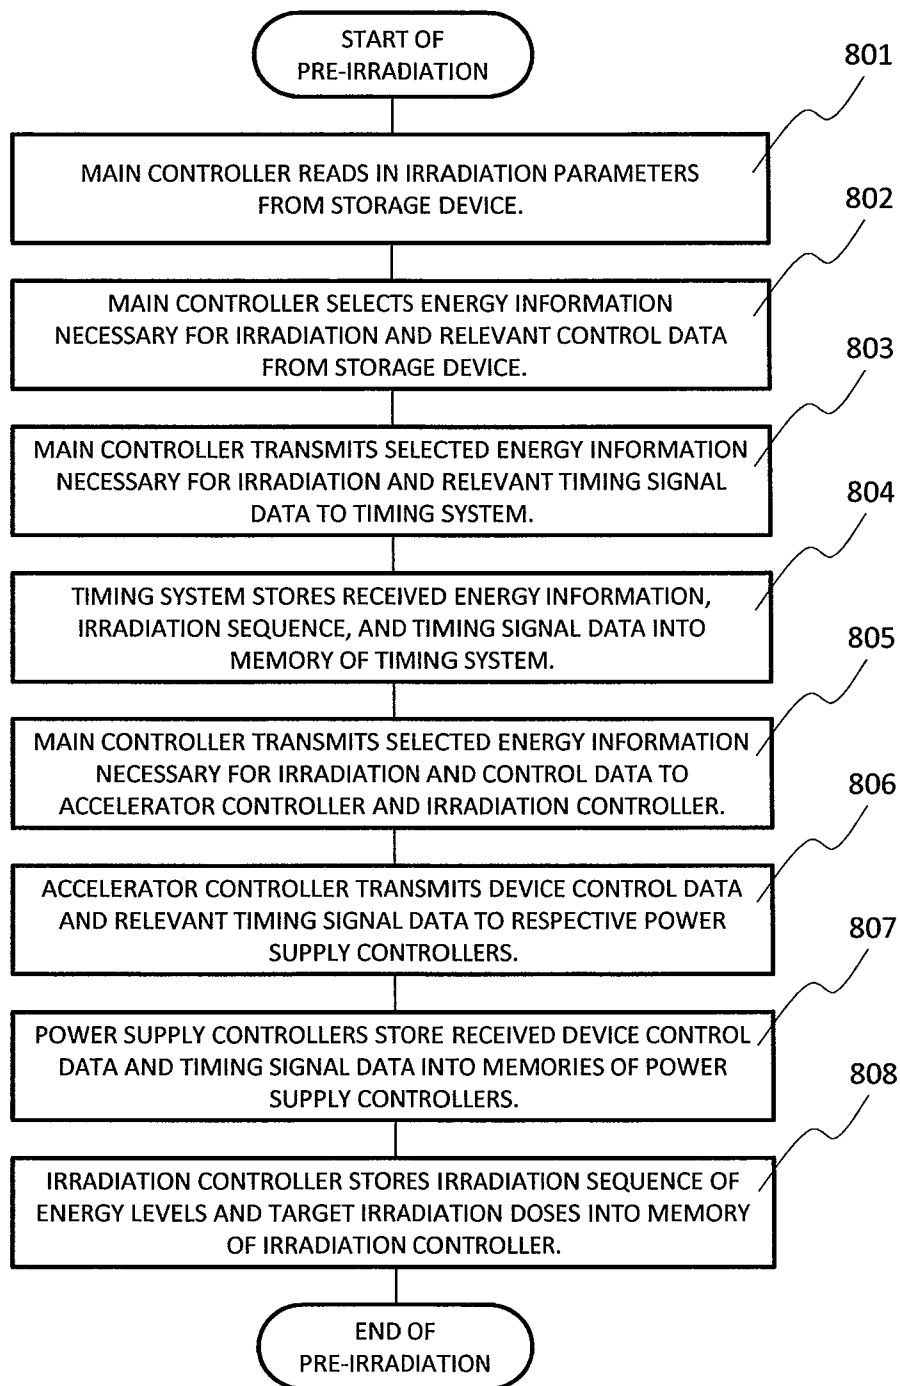 START OF
PRE-IRRADIATION
801
MAIN CONTROLLER READS IN IRRADIATION PARAMETERS
FROM STORAGE DEVICE.
802
MAIN CONTROLLER SELECTS ENERGY INFORMATION
NECESSARY FOR IRRADIATION AND RELEVANT CONTROL DATA
FROM STORAGE DEVICE.
803
MAIN CONTROLLER TRANSMITS SELECTED ENERGY INFORMATION
NECESSARY FOR IRRADIATION AND RELEVANT TIMING SIGNAL
DATA TO TIMING SYSTEM.
804
TIMING SYSTEM STORES RECEIVED ENERGY INFORMATION,
IRRADIATION SEQUENCE, AND TIMING SIGNAL DATA INTO
MEMORY OF TIMING SYSTEM.
805
MAIN CONTROLLER TRANSMITS SELECTED ENERGY INFORMATION
NECESSARY FOR IRRADIATION AND CONTROL DATA TO
ACCELERATOR CONTROLLER AND IRRADIATION CONTROLLER.
806
ACCELERATOR CONTROLLER TRANSMITS DEVICE CONTROL DATA
AND RELEVANT TIMING SIGNAL DATA TO RESPECTIVE POWER
SUPPLY CONTROLLERS.
807
POWER SUPPLY CONTROLLERS STORE RECEIVED DEVICE CONTROL
DATA AND TIMING SIGNAL DATA INTO MEMORIES OF POWER
SUPPLY CONTROLLERS.
808
IRRADIATION CONTROLLER STORES IRRADIATION SEQUENCE OF
ENERGY LEVELS AND TARGET IRRADIATION DOSES INTO MEMORY
OF IRRADIATION CONTROLLER.
END OF
PRE-IRRADIATION